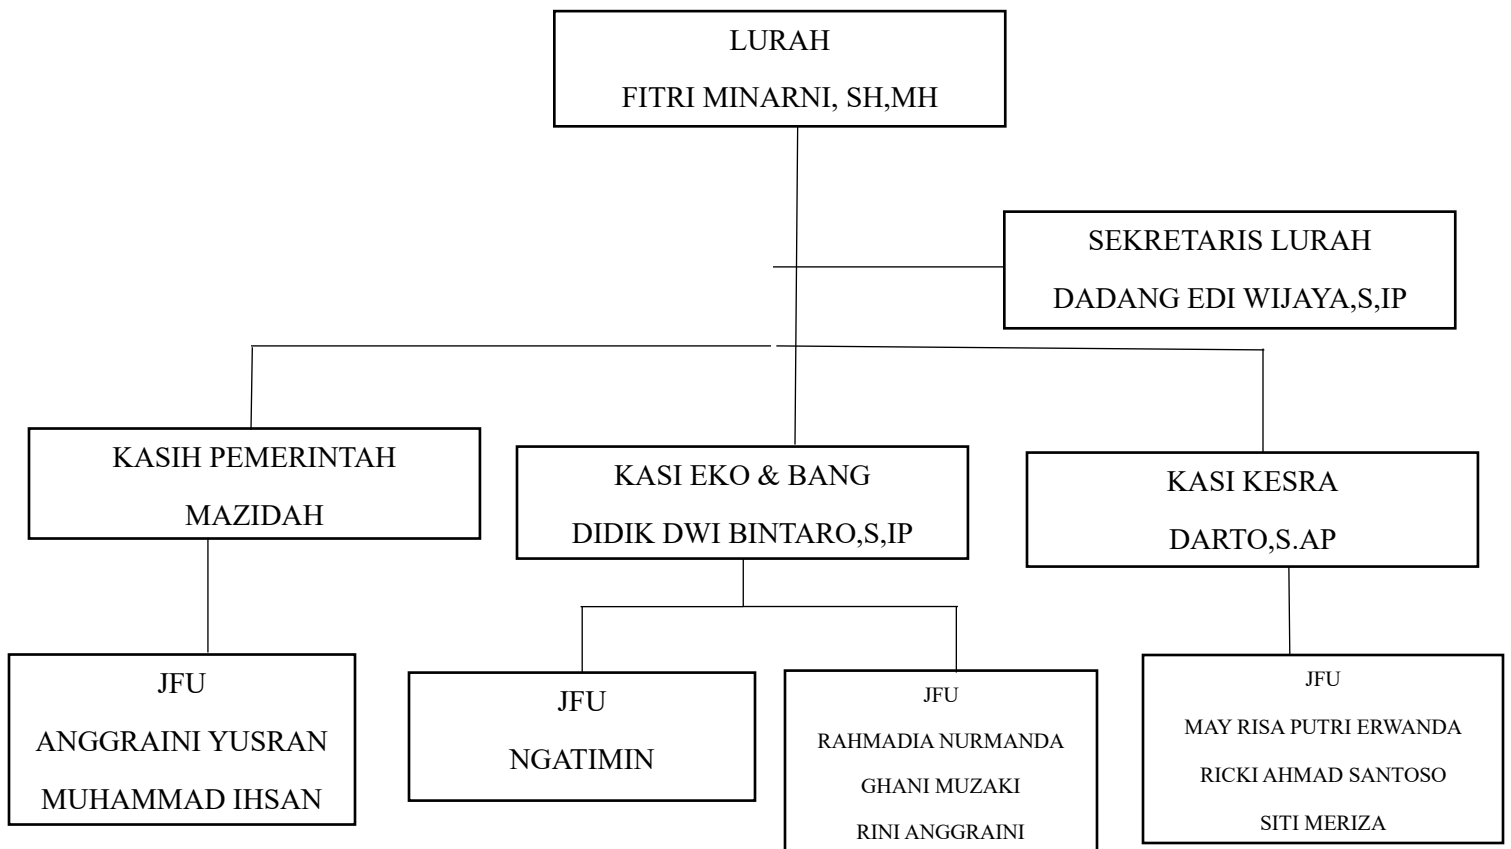 LURAH
FITRI MINARNI, SH,MH
SEKRETARIS LURAH
DADANG EDI WIJAYA,S,IP
KASIH PEMERINTAH
MAZIDAH
KASI EKO & BANG
DIDIK DWI BINTARO,S,IP
KASI KESRA
DARTO,S.AP
JFU
ANGGRAINI YUSRAN
MUHAMMAD IHSAN
JFU
NGATIMIN
JFU
RAHMADIA NURMANDA
GHANI MUZAKI
RINI ANGGRAINI
JFU
MAY RISA PUTRI ERWANDA
RICKI AHMAD SANTOSO
SITI MERIZA